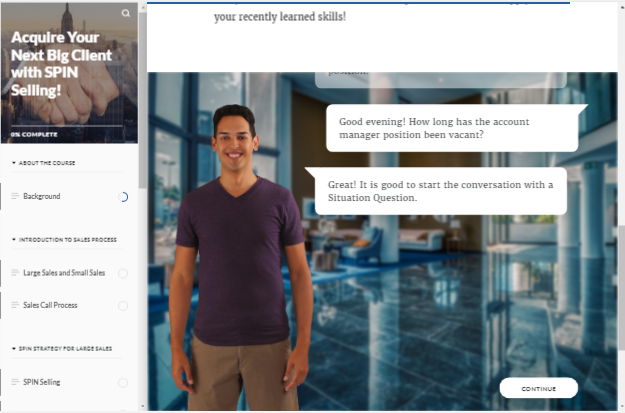 Acquire Your
Next Big Client
with SPIN
Selling!
0% COMPLETE
ABOUT THE COURSE
Background
INTRODUCTION TO SALES PROCESS
Large Sales and Small Sales
Sales Call Process
SPIN STRATEGY FOR LARGE SALES
SPIN Selling
your recently learned skills!
position.
Good evening! How long has the account
manager position been vacant?
Great! It is good to start the conversation with a
Situation Question.
CONTINUE